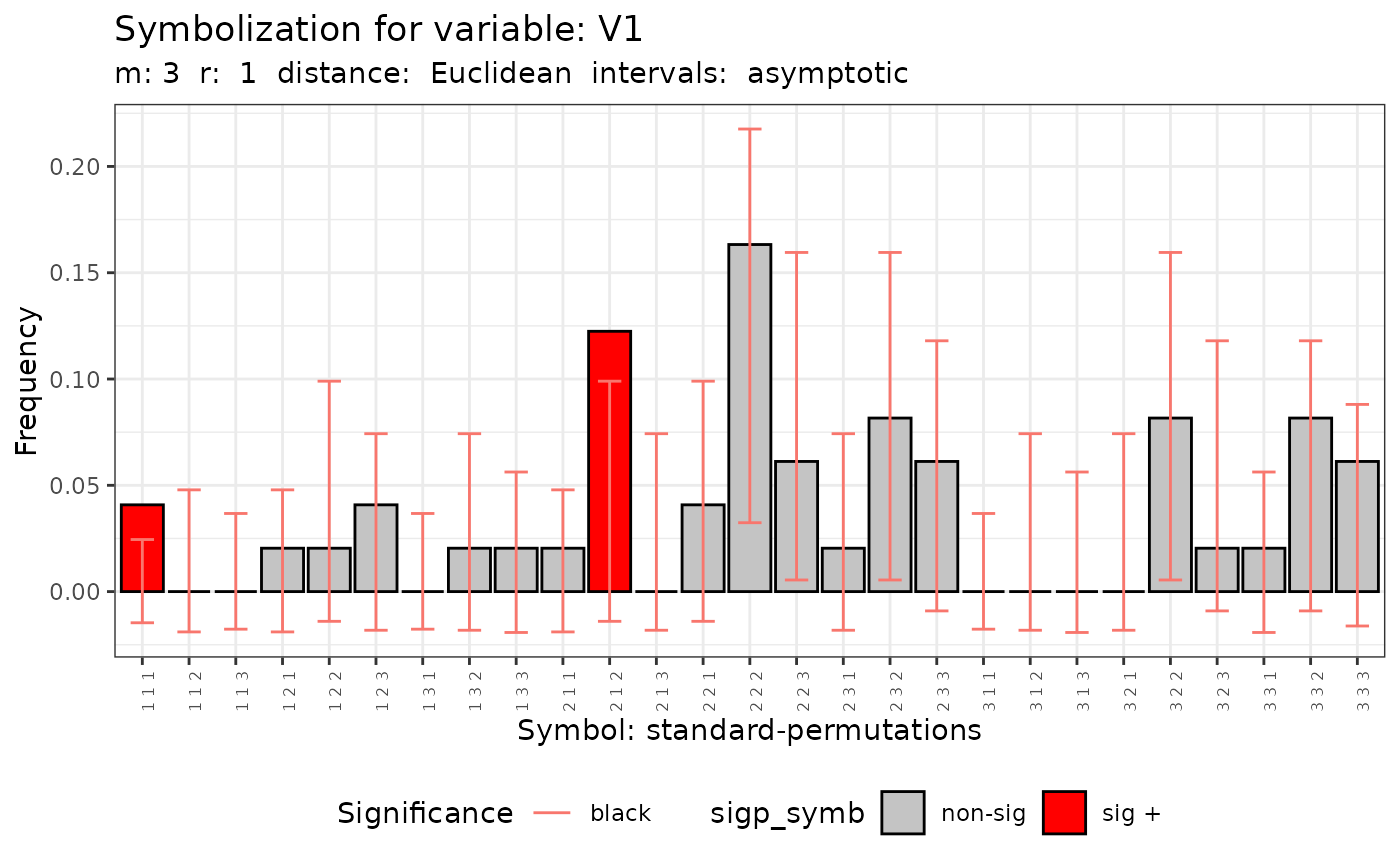 Symbolization for variable: V1
m: 3 r: 1 distance: Euclidean intervals: asymptotic
Frequency
0.20
0.15
0.10
0.05
0.00
1 1 1
1 1 2
1 1 3
1 2 1
1 2 2
1 2 3
1 3 1
1 3 2
1 3 3
2 1 1
2 1 2
2 1 3
2 2 1
2 2 2
2 2 3
2 3 1
2 3 2
2 3 3
3 1 1
3 1 2
3 1 3
3 2 1
3 2 2
3 2 3
3 3 1
3 3 2
3 3 3
Symbol: standard-permutations
Significance black sigp_symb non-sig sig +